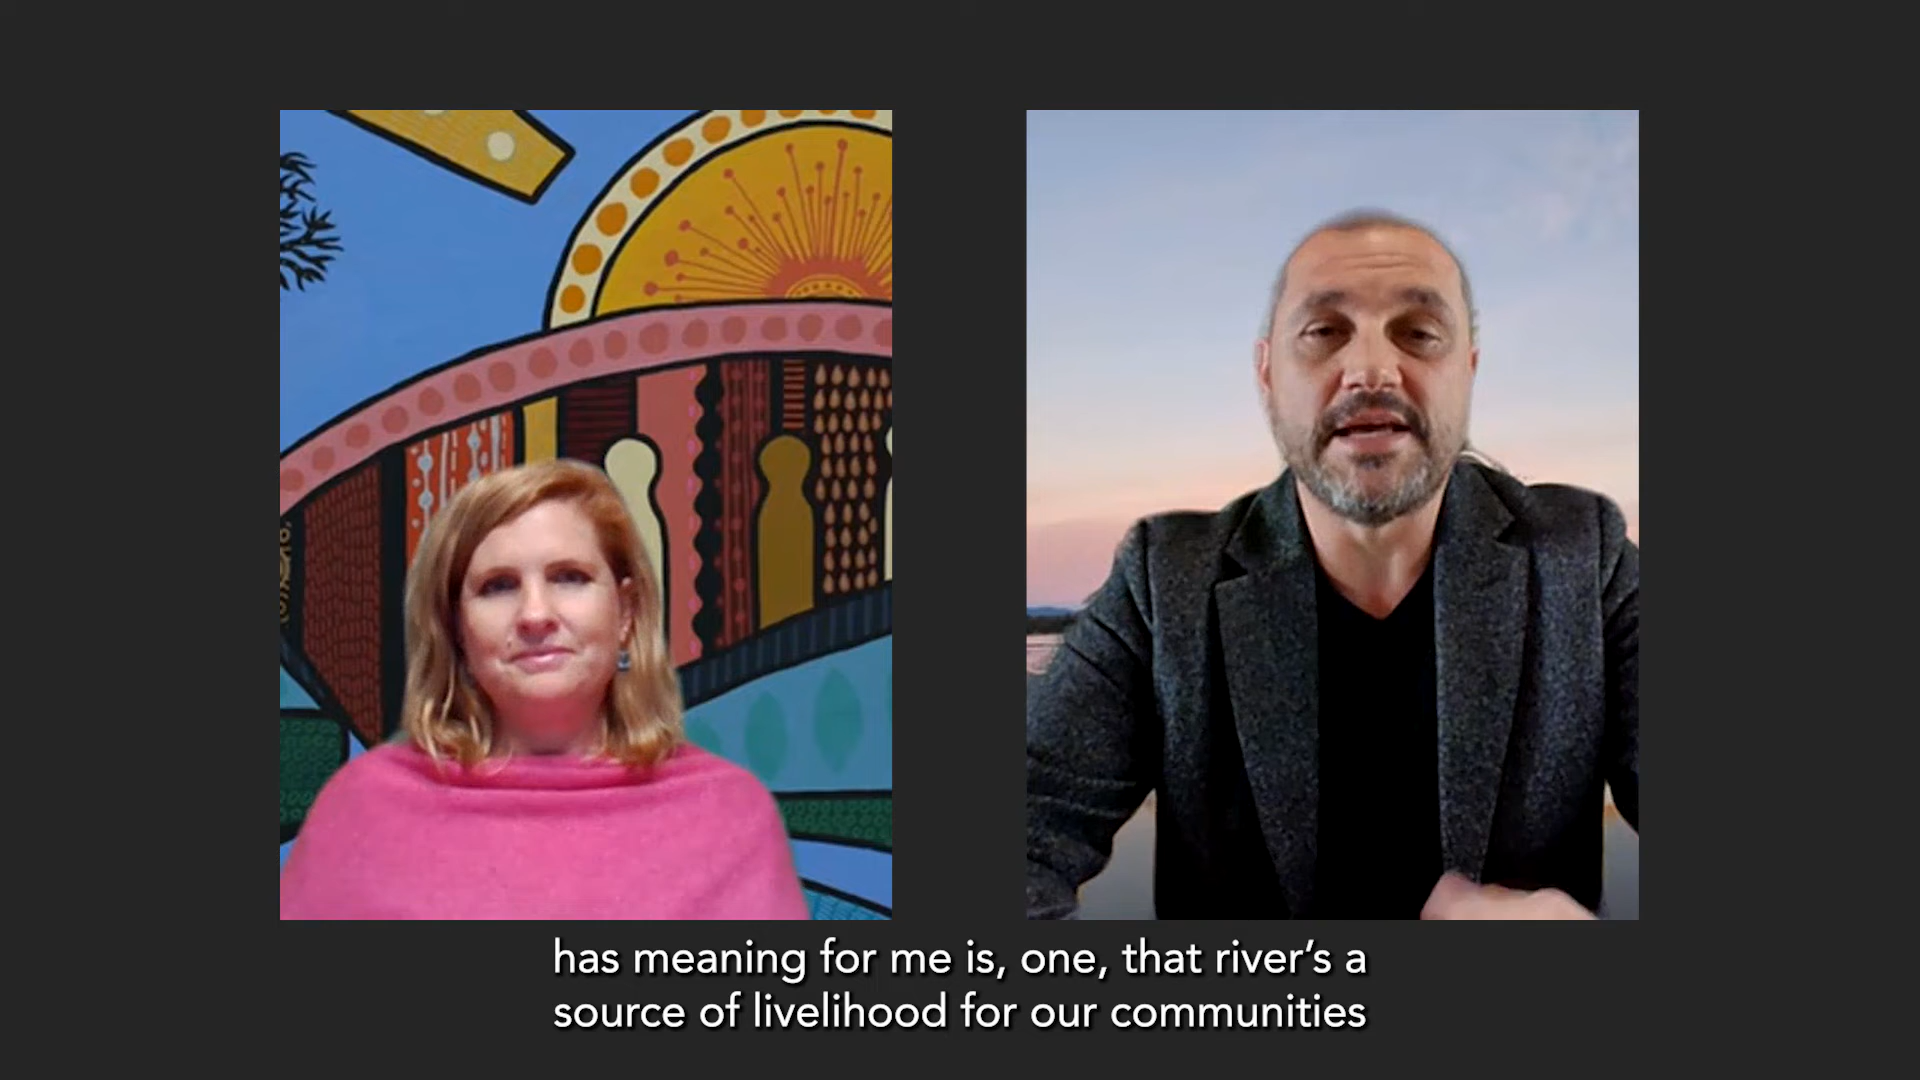 has meaning for me is, one, that river's a
source of livelihood for our communities